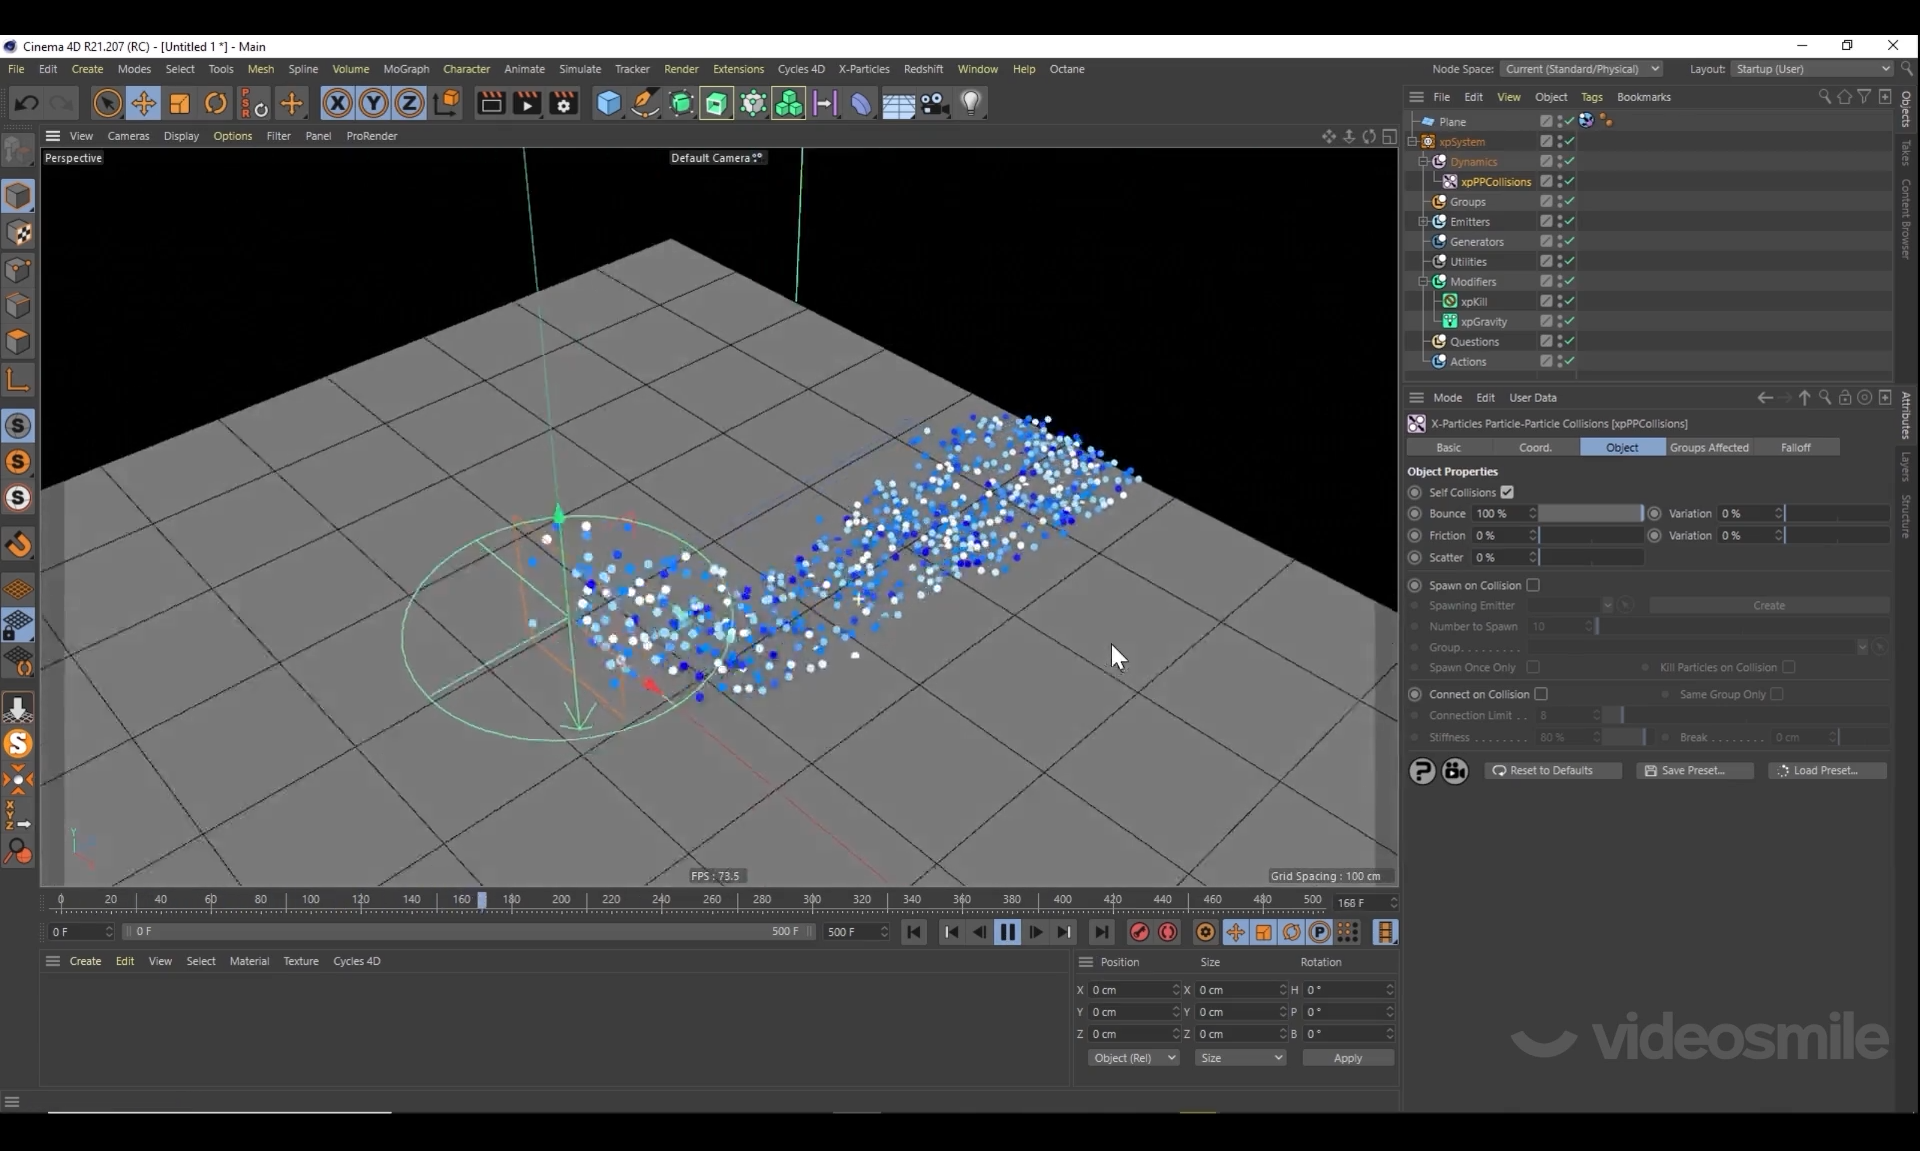 Cinema 4D R21.207 (RC) - [Untitled 1 *] - Main
File Edit Create Modes Select Tools Mesh Spline Volume MoGraph Character Animate Simulate Tracker Render Extensions Cycles 4D X-Particles Redshift Window Help Octane
Node Space: Current (Standard/Physical) Layout: Startup (User)
View Cameras Display Options Filter Panel ProRender
Perspective
Default Camera
File Edit View Object Tags Bookmarks
Plane
xpSystem
Dynamics
xpPPCollisions
Groups
Emitters
Generators
Utilities
Modifiers
xpKill
xpGravity
Questions
Actions
Objects
Takes
Content Browser
Mode Edit User Data
X-Particles Particle-Particle Collisions [xpPPCollisions]
Basic Coord. Object Groups Affected Falloff
Object Properties
Self Collisions
Bounce 100 % Variation 0 %
Friction 0 % Variation 0 %
Scatter 0 %
Spawn on Collision
Spawning Emitter Create
Number to Spawn 10
Group. . . . . . . . .
Spawn Once Only Kill Particles on Collision
Connect on Collision Same Group Only
Connection Limit . . 8
Stiffness . . . . . . . . 80 % Break . . . . . . . . 0 cm
Reset to Defaults Save Preset... Load Preset...
Attributes
Layers
Structure
P
S
R
X Y Z
S
S
S
S
X
Y
Z
Y
FPS : 73.5
Grid Spacing : 100 cm
0 20 40 60 80 100 120 140 160 180 200 220 240 260 280 300 320 340 360 380 400 420 440 460 480 500 168 F
0 F 0 F 500 F 500 F
P
Create Edit View Select Material Texture Cycles 4D
Position Size Rotation
X 0 cm X 0 cm H 0 °
Y 0 cm Y 0 cm P 0 °
Z 0 cm Z 0 cm B 0 °
Object (Rel) Size Apply
videosmile